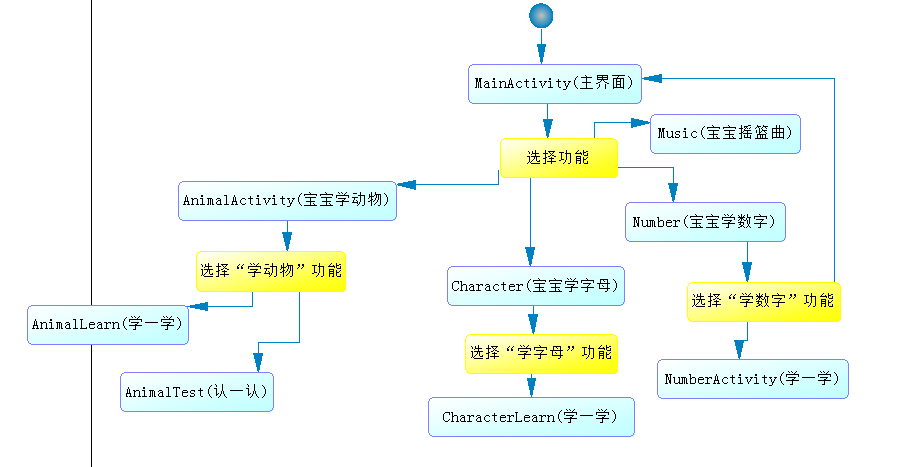 MainActivity(主界面)
Music(宝宝摇篮曲)
选择功能
AnimalActivity(宝宝学动物)
Number(宝宝学数字)
选择“学动物”功能
Character(宝宝学字母)
选择“学数字”功能
AnimalLearn(学一学)
选择“学字母”功能
NumberActivity(学一学)
AnimalTest(认一认)
CharacterLearn(学一学)